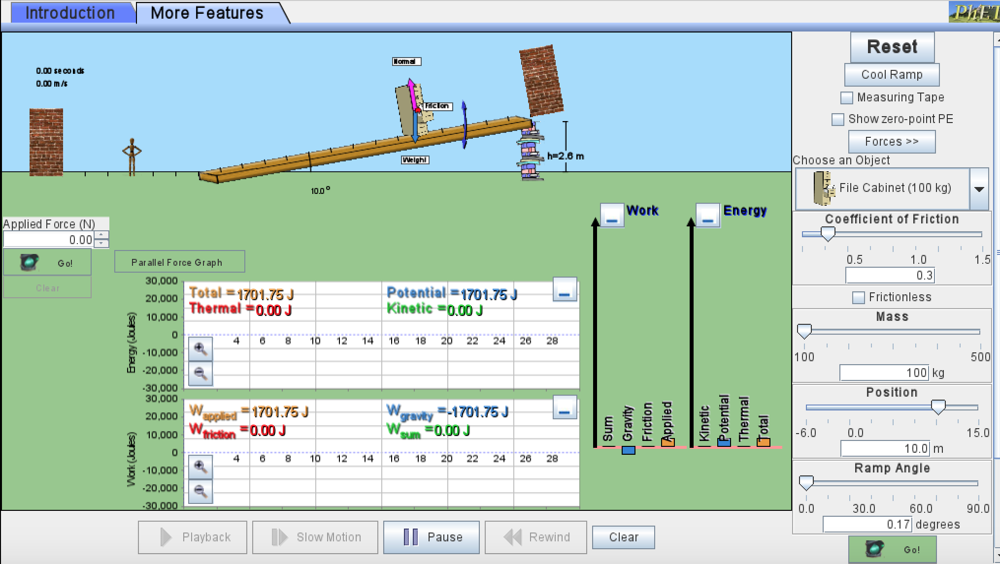 Introduction
More Features
PhET
0.00 seconds
0.00 m/s
Normal
Friction
Weight
h=2.6 m
10.0°
Applied Force (N)
0.00
Go!
Clear
Parallel Force Graph
Energy (Joules)
30,000
20,000
10,000
0
-10,000
-20,000
-30,000
Total =1701.75 J
Potential =1701.75 J
Thermal =0.00 J
Kinetic =0.00 J
4 6 8 10 12 14 16 18 20 22 24 26 28
Work (Joules)
30,000
20,000
10,000
0
-10,000
-20,000
-30,000
Wapplied =1701.75 J
Wgravity =-1701.75 J
Wfriction =0.00 J
Wsum =0.00 J
4 6 8 10 12 14 16 18 20 22 24 26 28
Work
Sum
Gravity
Friction
Applied
Energy
Kinetic
Potential
Thermal
Total
Playback
Slow Motion
Pause
Rewind
Clear
Reset
Cool Ramp
Measuring Tape
Show zero-point PE
Forces >>
Choose an Object
File Cabinet (100 kg)
Coefficient of Friction
0.5 1.0 1.5
0.3
Frictionless
Mass
100 500
100 kg
Position
-6.0 0.0 15.0
10.0 m
Ramp Angle
0.0 30.0 60.0 90.0
0.17 degrees
Go!